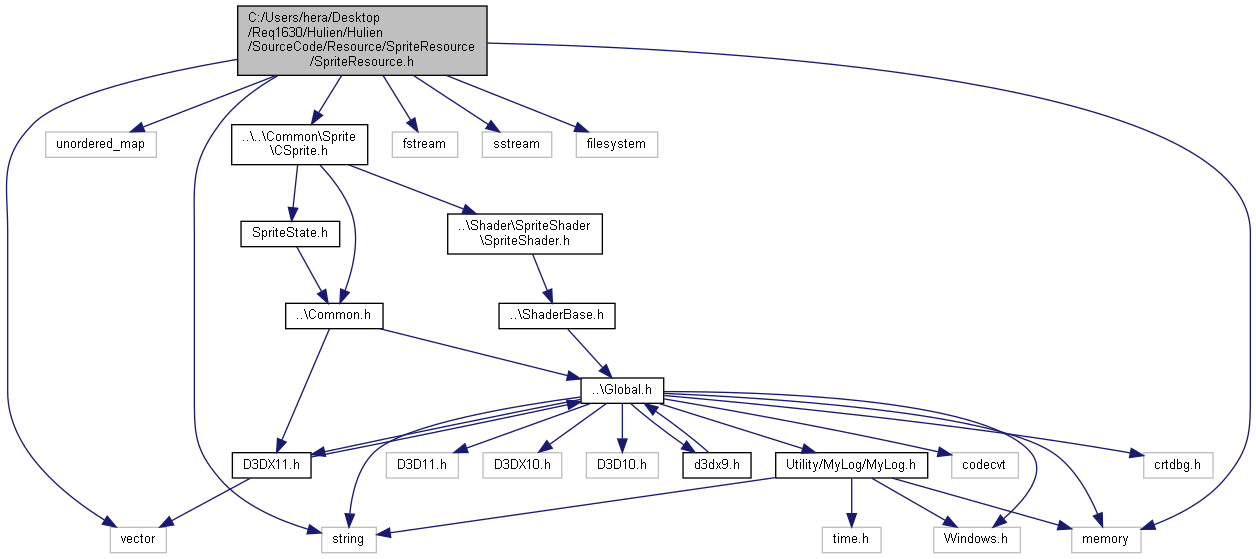 C:/Users/hera/Desktop
/Req1630/Hulien/Hulien
/SourceCode/Resource/SpriteResource
/SpriteResource.h
unordered_map
..\..\Common\Sprite
\CSprite.h
fstream
sstream
filesystem
SpriteState.h
..\Shader\SpriteShader
\SpriteShader.h
..\Common.h
..\ShaderBase.h
..\Global.h
D3DX11.h
D3D11.h
D3DX10.h
D3D10.h
d3dx9.h
Utility/MyLog/MyLog.h
codecvt
crtdbg.h
vector
string
time.h
Windows.h
memory